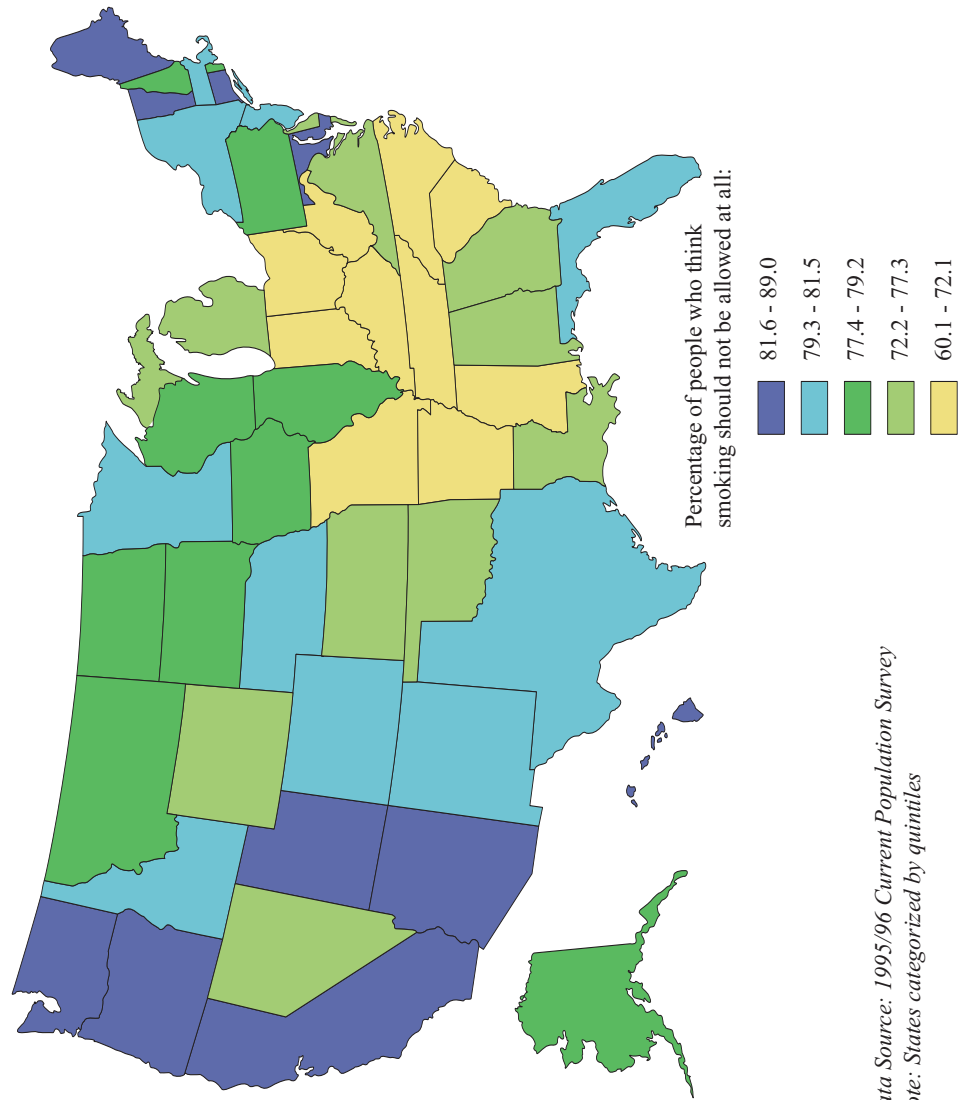 Percentage of people who think
smoking should not be allowed at all:
81.6 - 89.0
79.3 - 81.5
77.4 - 79.2
72.2 - 77.3
60.1 - 72.1
ata Source: 1995/96 Current Population Survey
ote: States categorized by quintiles